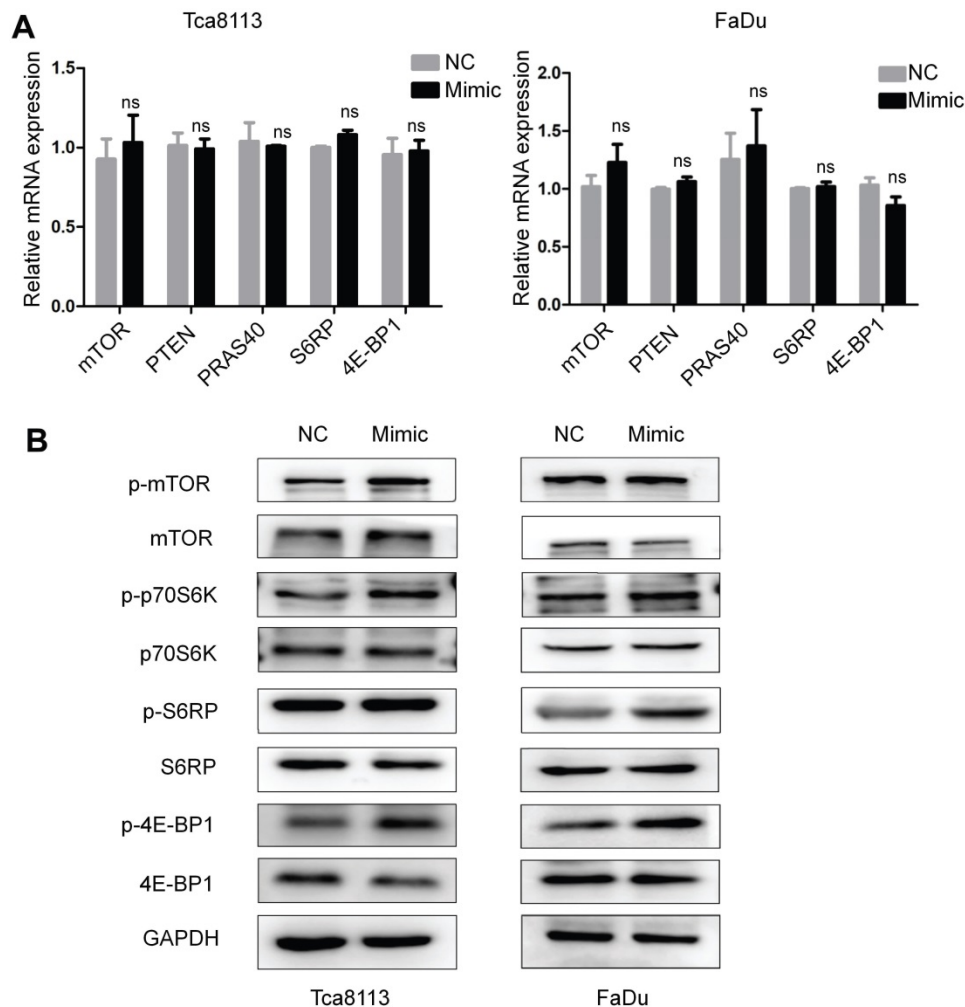 A
Tca8113
FaDu
Relative mRNA expression
1.5
1.0
0.5
0.0
NC
Mimic
ns
ns
ns
ns
ns
mTOR
PTEN
PRAS40
S6RP
4E-BP1
Relative mRNA expression
2.0
1.5
1.0
0.5
0.0
NC
Mimic
ns
ns
ns
ns
ns
mTOR
PTEN
PRAS40
S6RP
4E-BP1
B
NC Mimic NC Mimic
p-mTOR
mTOR
p-p70S6K
p70S6K
p-S6RP
S6RP
p-4E-BP1
4E-BP1
GAPDH
Tca8113 FaDu